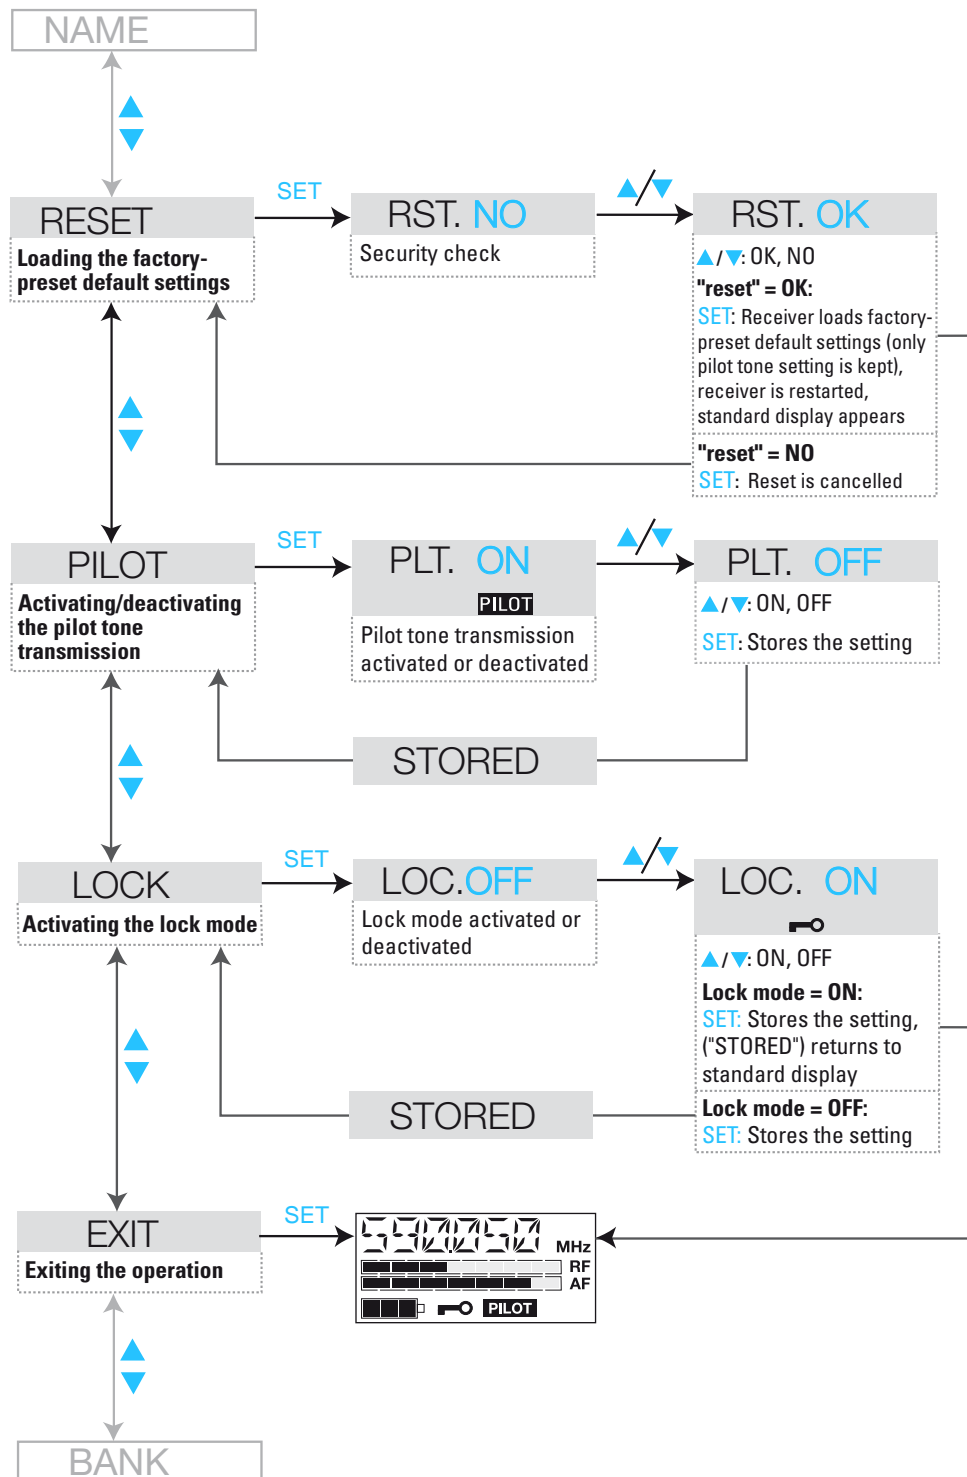 NAME
RESET
Loading the factory-
preset default settings
SET
RST. NO
Security check
RST. OK
▲/▼: OK, NO
"reset" = OK:
SET: Receiver loads factory-
preset default settings (only
pilot tone setting is kept),
receiver is restarted,
standard display appears
"reset" = NO
SET: Reset is cancelled
PILOT
Activating/deactivating
the pilot tone
transmission
SET
PLT. ON
PILOT
Pilot tone transmission
activated or deactivated
PLT. OFF
▲/▼: ON, OFF
SET: Stores the setting
STORED
LOCK
Activating the lock mode
SET
LOC.OFF
Lock mode activated or
deactivated
LOC. ON
▲/▼: ON, OFF
Lock mode = ON:
SET: Stores the setting,
("STORED") returns to
standard display
Lock mode = OFF:
SET: Stores the setting
STORED
EXIT
Exiting the operation
SET
590.050 MHz
RF
AF
PILOT
BANK